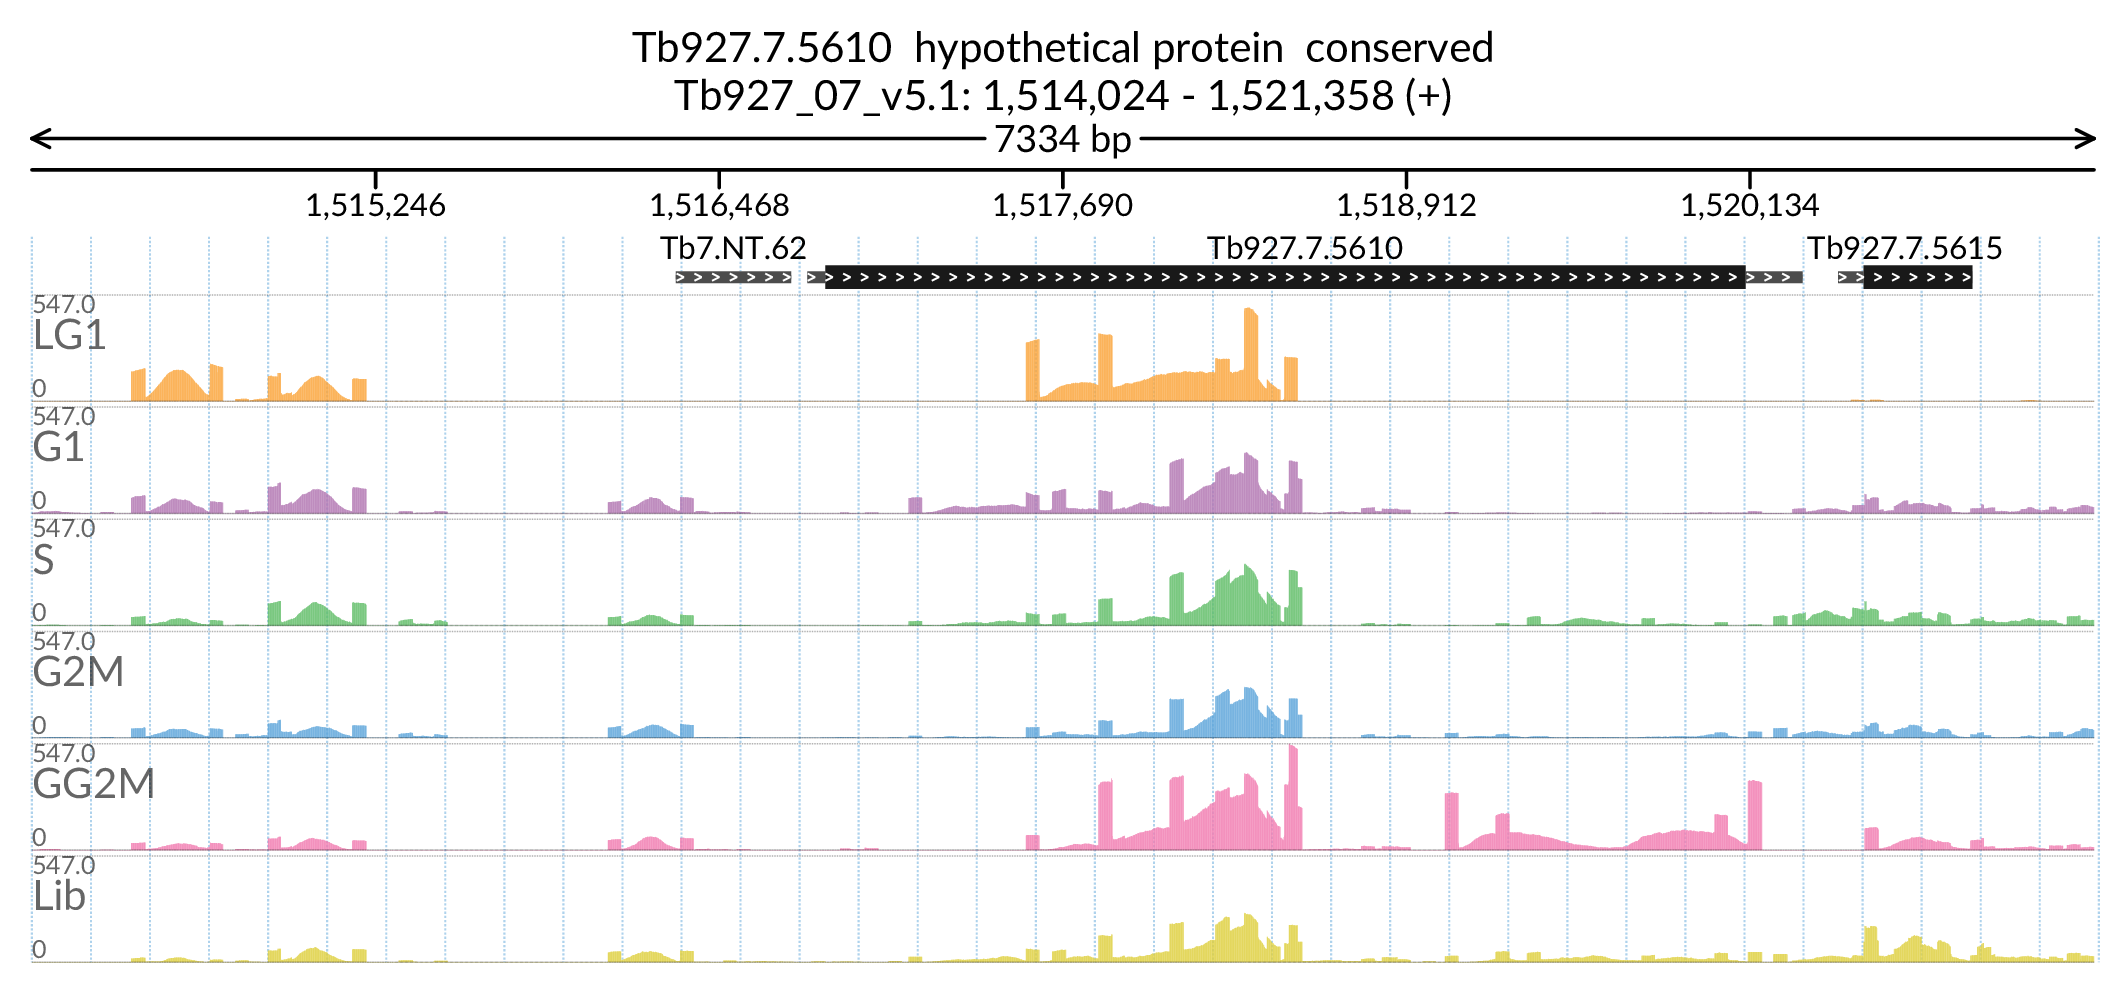 Tb927.7.5610 hypothetical protein conserved
Tb927_07_v5.1: 1,514,024 - 1,521,358 (+)
7334 bp
1,515,246 1,516,468 1,517,690 1,518,912 1,520,134
Tb7.NT.62 Tb927.7.5610 Tb927.7.5615
547.0
LG1
0
547.0
G1
0
547.0
S
0
547.0
G2M
0
547.0
GG2M
0
547.0
Lib
0